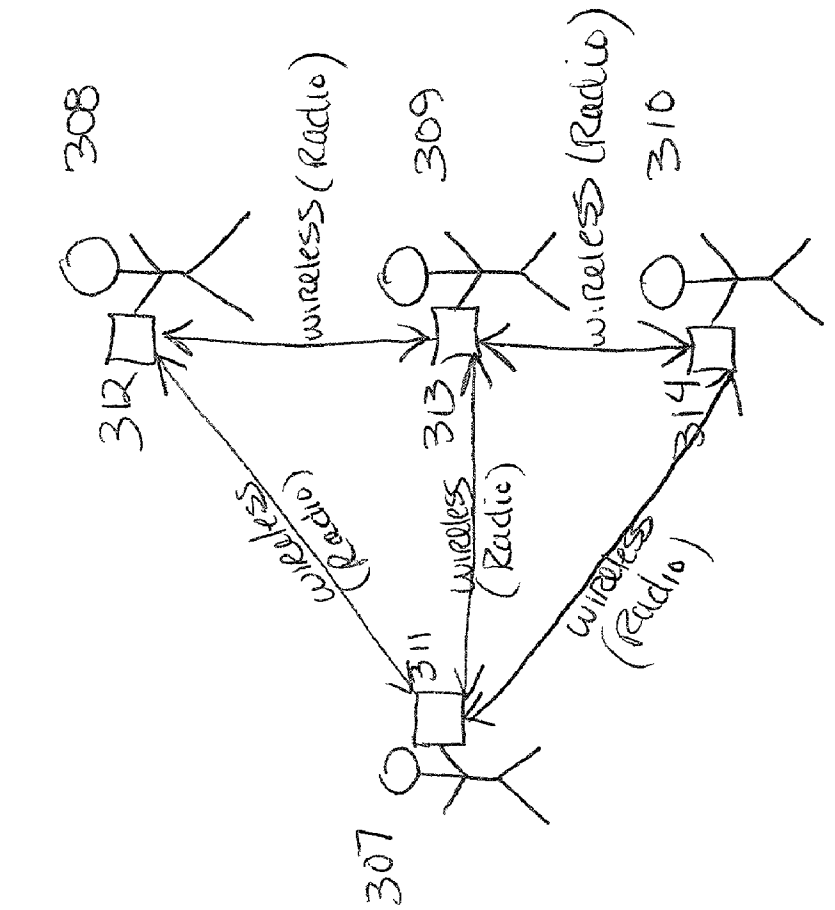 308
309
310
wireless (Radio)
wireless (Radio)
312
313
314
wireless
(Radio)
wireless
(Radio)
wireless
(Radio)
311
307